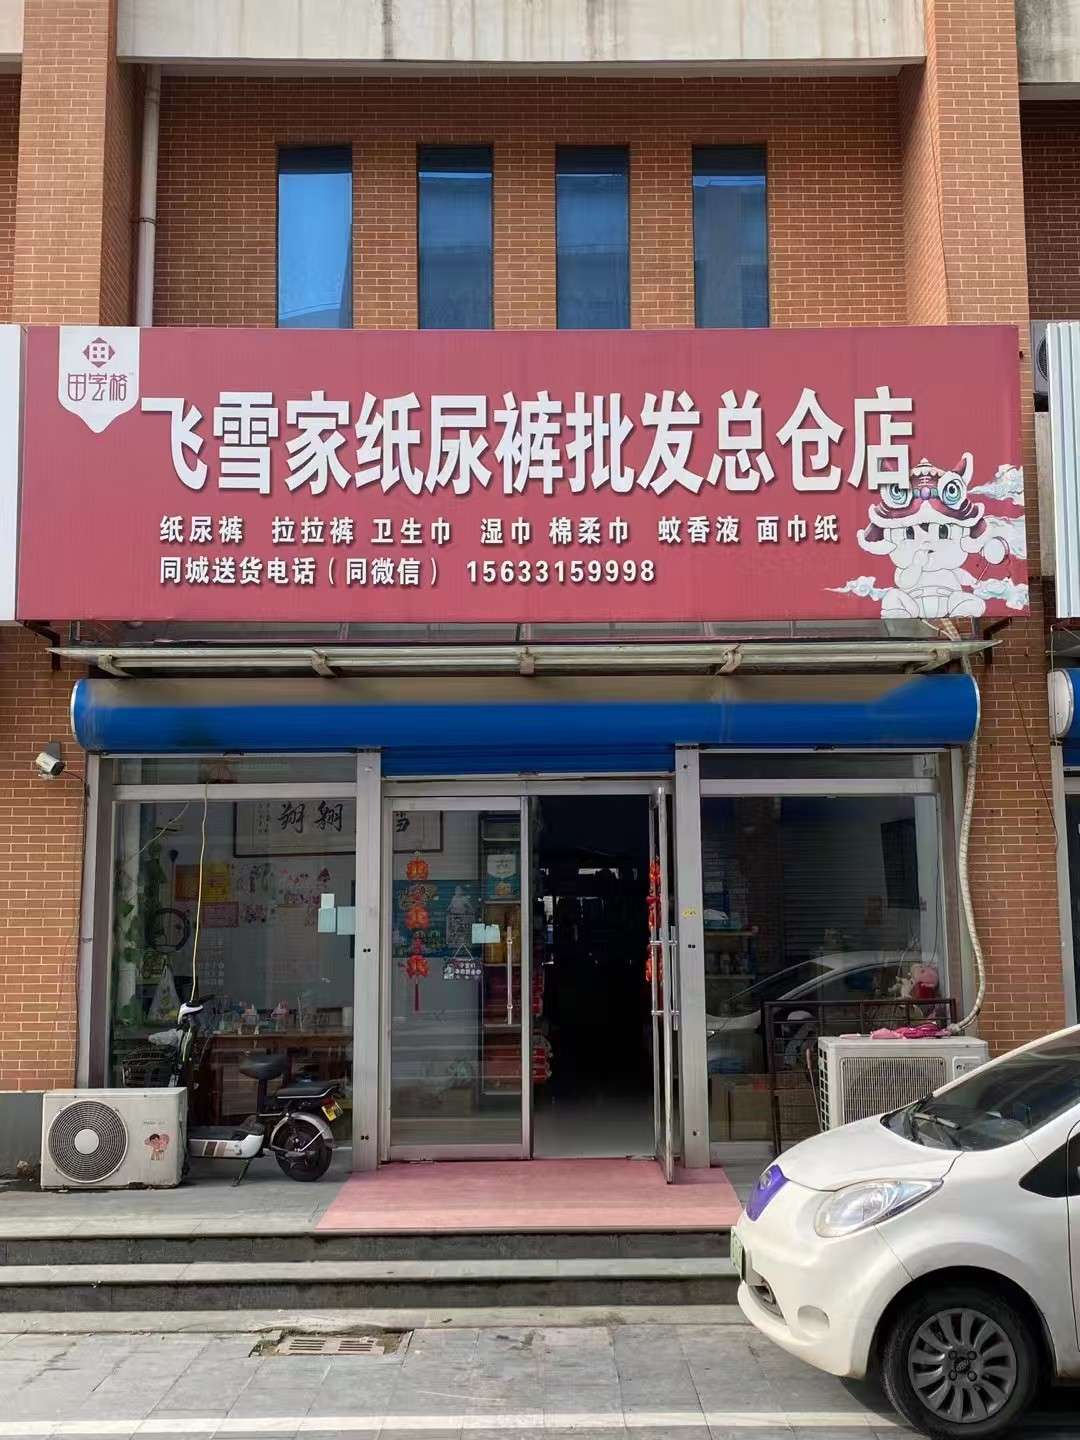 田字格
飞雪家纸尿裤批发总仓店
纸尿裤 拉拉裤 卫生巾 湿巾 棉柔巾 蚊香液 面巾纸
同城送货电话（同微信） 15633159998
翔翱